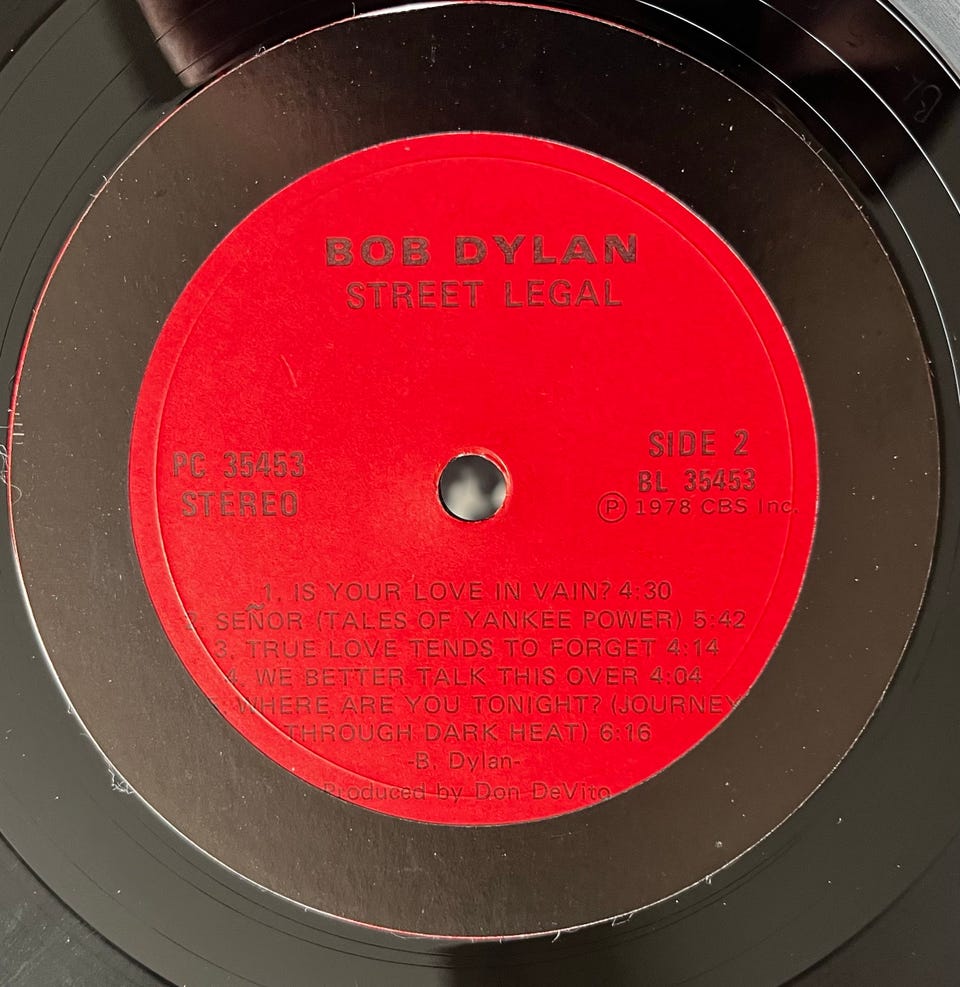 BOB DYLAN
STREET LEGAL
PC 35453
STEREO
SIDE 2
BL 35453
Ⓟ 1978 CBS Inc.
1. IS YOUR LOVE IN VAIN? 4:30
2. SEÑOR (TALES OF YANKEE POWER) 5:42
3. TRUE LOVE TENDS TO FORGET 4:14
4. WE BETTER TALK THIS OVER 4:04
WHERE ARE YOU TONIGHT? (JOURNEY
THROUGH DARK HEAT) 6:16
-B. Dylan-
Produced by Don DeVito